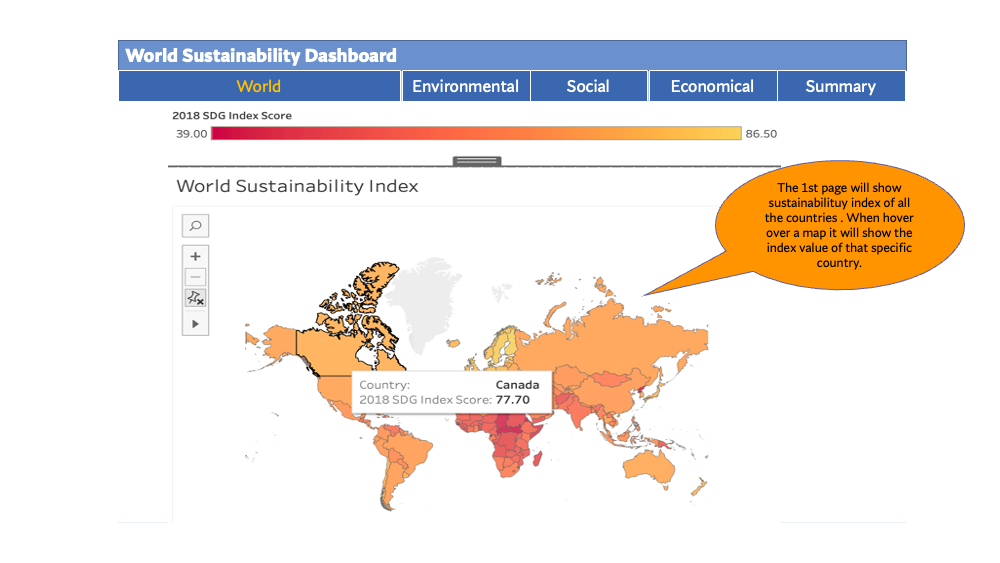 World Sustainability Dashboard
World Environmental Social Economical Summary
2018 SDG Index Score
39.00 86.50
World Sustainability Index
The 1st page will show
sustainabilituy index of all
the countries . When hover
over a map it will show the
index value of that specific
country.
Country: Canada
2018 SDG Index Score: 77.70